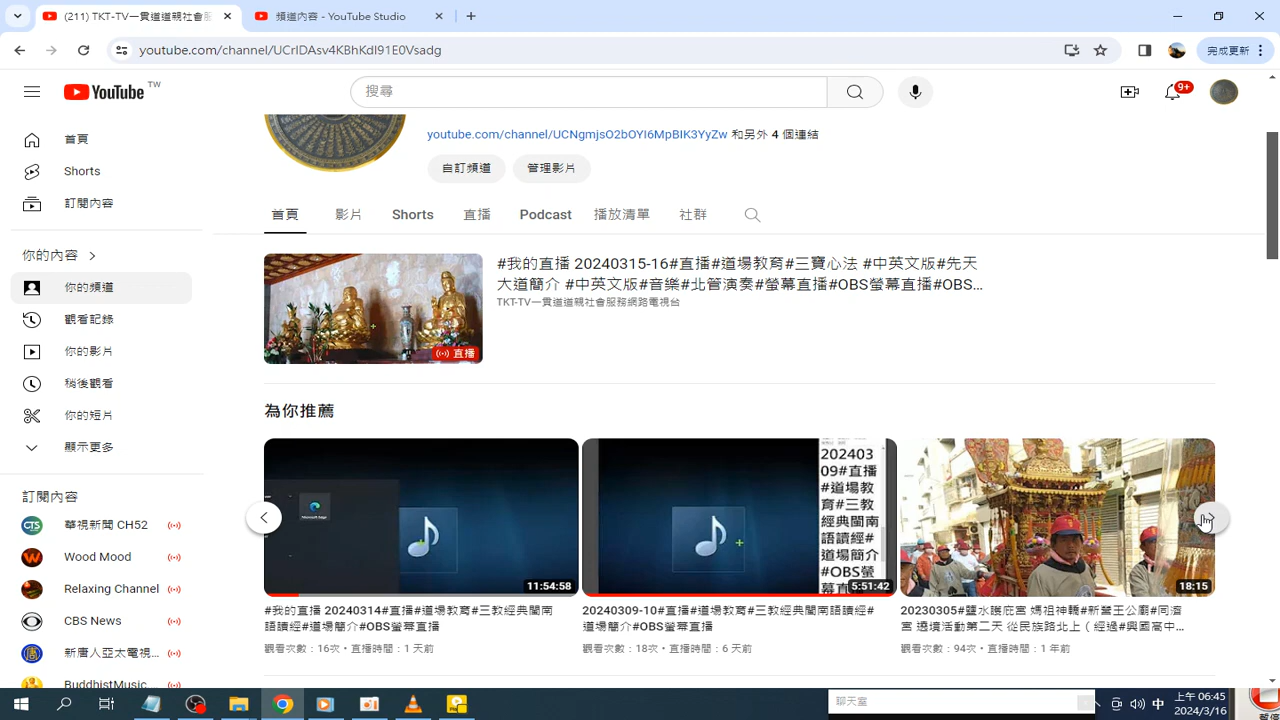 (211) TKT-TV一貫道道親社會服
頻道內容 - YouTube Studio
youtube.com/channel/UCrIDAsv4KBhKdI91E0Vsadg
完成更新
YouTube TW
搜尋
9+
首頁
Shorts
訂閱內容
你的內容
你的頻道
觀看記錄
你的影片
稍後觀看
你的短片
顯示更多
訂閱內容
華視新聞 CH52
Wood Mood
Relaxing Channel
CBS News
新唐人亞太電視...
BuddhistMusic...
youtube.com/channel/UCNgmjsO2bOYI6MpBIK3YyZw 和另外 4 個連結
自訂頻道
管理影片
首頁
影片
Shorts
直播
Podcast
播放清單
社群
直播
#我的直播 20240315-16#直播#道場教育#三寶心法 #中英文版#先天
大道簡介 #中英文版#音樂#北管演奏#螢幕直播#OBS螢幕直播#OBS...
TKT-TV一貫道道親社會服務網路電視台
為你推薦
Microsoft Edge
11:54:58
#我的直播 20240314#直播#道場教育#三教經典閩南
語讀經#道場簡介#OBS螢幕直播
觀看次數：16次・直播時間：1 天前
202403
09#直播
#道場教
育#三教
經典閩南
語讀經#
道場簡介
#OBS螢
5:51:42
20240309-10#直播#道場教育#三教經典閩南語讀經#
道場簡介#OBS螢幕直播
觀看次數：18次・直播時間：6 天前
18:15
20230305#鹽水護庇宮 媽祖神轎#新營王公廟#同濟
宮 遶境活動第二天 從民族路北上（ 經過#興國高中...
觀看次數：94次・直播時間：1 年前
聊天室
中
上午 06:45
2024/3/16